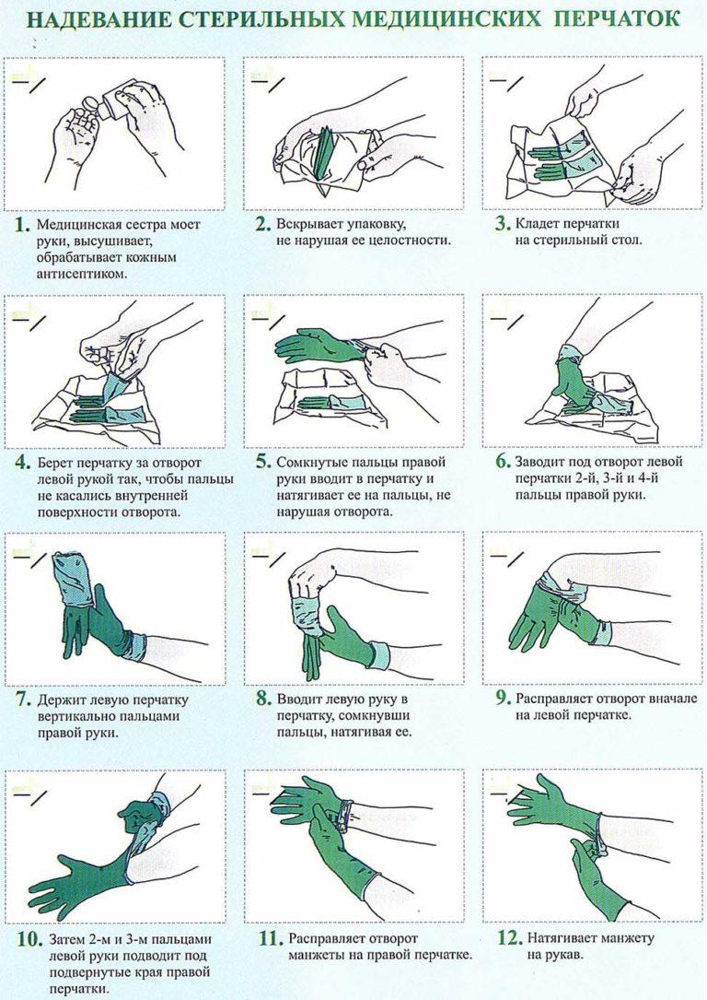 НАДЕВАНИЕ СТЕРИЛЬНЫХ МЕДИЦИНСКИХ ПЕРЧАТОК
1. Медицинская сестра моет
руки, высушивает,
обрабатывает кожным
антисептиком.
2. Вскрывает упаковку,
не нарушая ее целостности.
3. Кладет перчатки
на стерильный стол.
4. Берет перчатку за отворот
левой рукой так, чтобы пальцы
не касались внутренней
поверхности отворота.
5. Сомкнутые пальцы правой
руки вводит в перчатку и
натягивает ее на пальцы, не
нарушая отворота.
6. Заводит под отворот левой
перчатки 2-й, 3-й и 4-й
пальцы правой руки.
7. Держит левую перчатку
вертикально пальцами
правой руки.
8. Вводит левую руку в
перчатку, сомкнувши
пальцы, натягивая ее.
9. Расправляет отворот вначале
на левой перчатке.
10. Затем 2-м и 3-м пальцами
левой руки подводит под
подвернутые края правой
перчатки.
11. Расправляет отворот
манжеты на правой перчатке.
12. Натягивает манжету
на рукав.